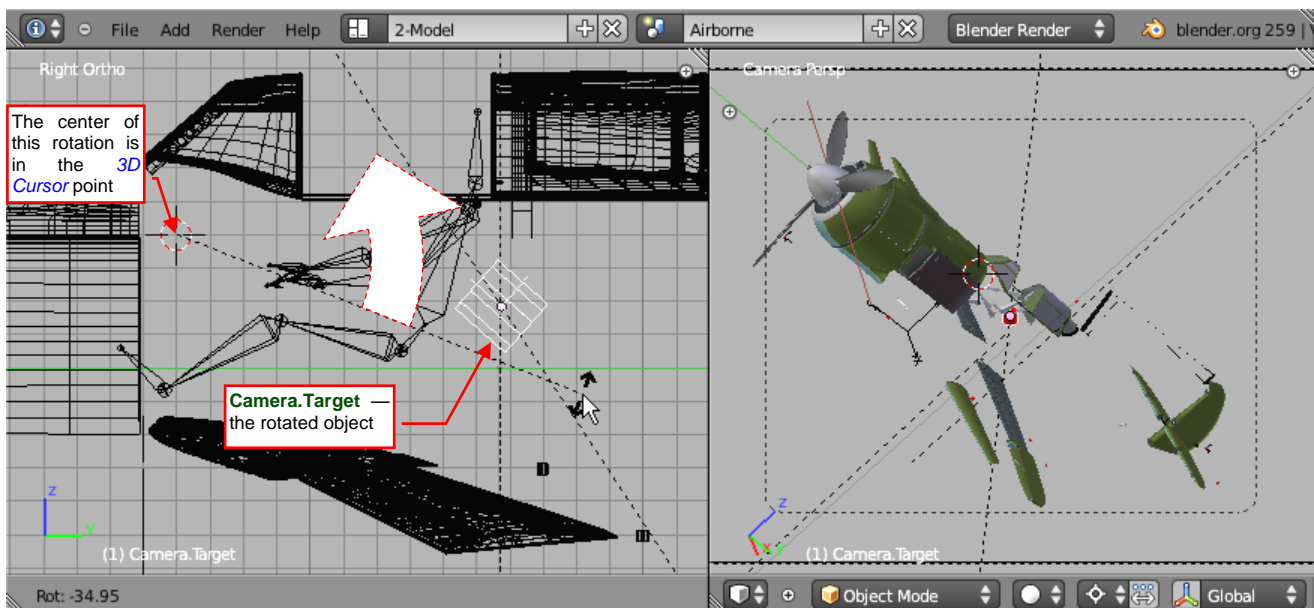 File Add Render Help 2-Model Airborne Blender Render blender.org 259 |
Right Ortho
Camera Persp
The center of
this rotation is
in the 3D
Cursor point
Camera.Target —
the rotated object
z
y
(1) Camera.Target
z
x y
(1) Camera.Target
Rot: -34.95
Object Mode Global